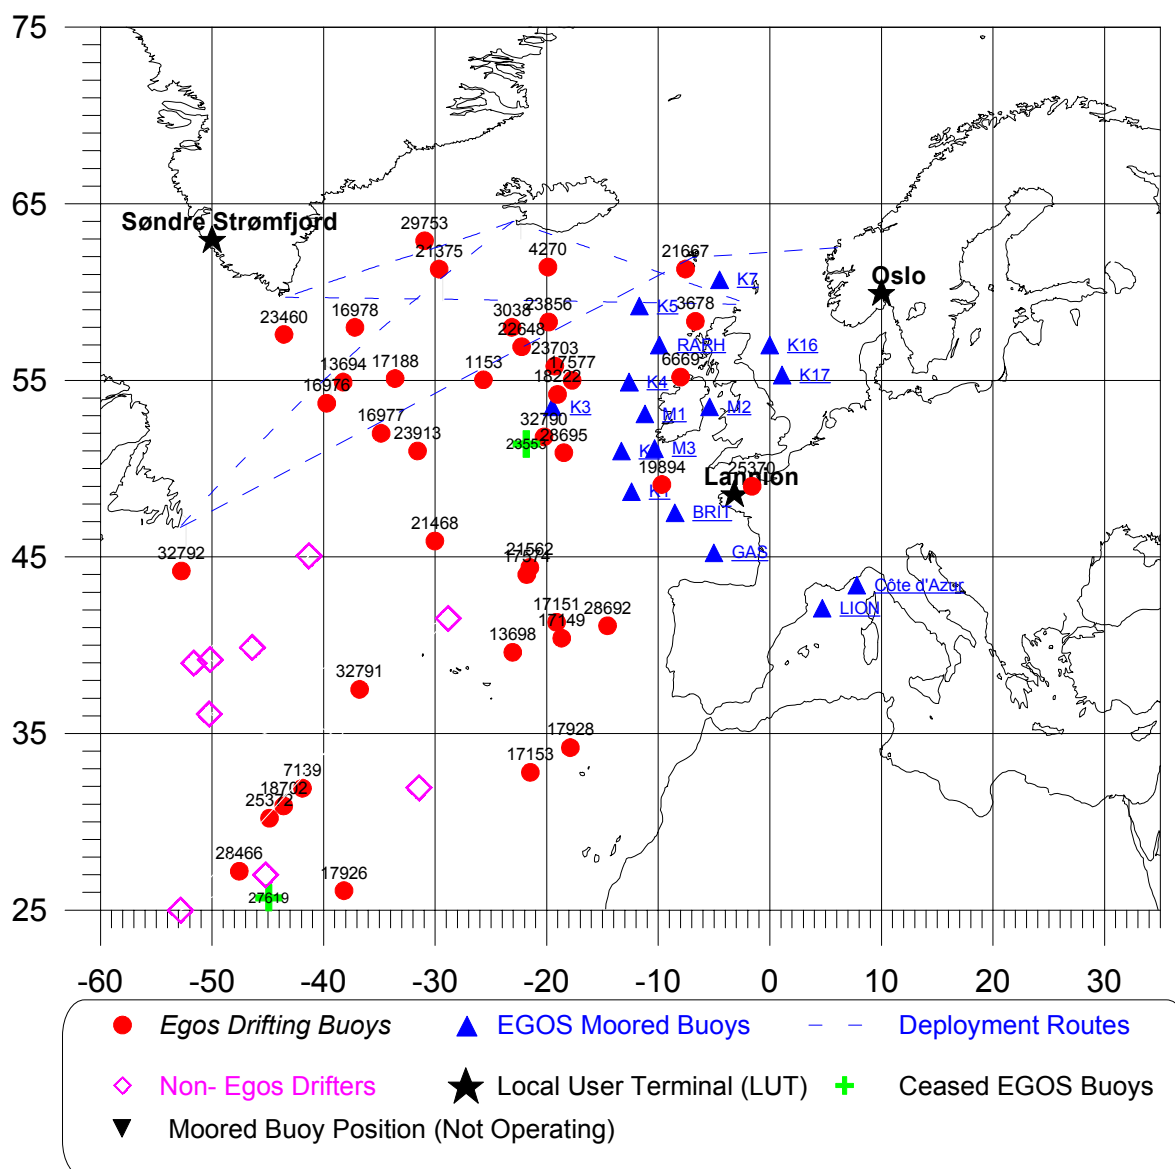 75
65
55
45
35
25
Søndre Strømfjord
29753
21375
4270
21667
K7
Oslo
23460
16978
3038
23856
K5
3678
22648
23703
RARH
K16
13694
17188
1153
17577
6669
K17
16976
18222
K4
K3
M1
M2
16977
23913
32790
23553
28695
M3
19894
Lannion
25370
K1
BRIT
21468
GAS
32792
21562
17574
Côte d'Azur
LION
17151
17149
28692
13698
32791
17928
17153
7139
18702
25372
28466
17926
27619
-60 -50 -40 -30 -20 -10 0 10 20 30
Egos Drifting Buoys EGOS Moored Buoys Deployment Routes
Non- Egos Drifters Local User Terminal (LUT) Ceased EGOS Buoys
Moored Buoy Position (Not Operating)